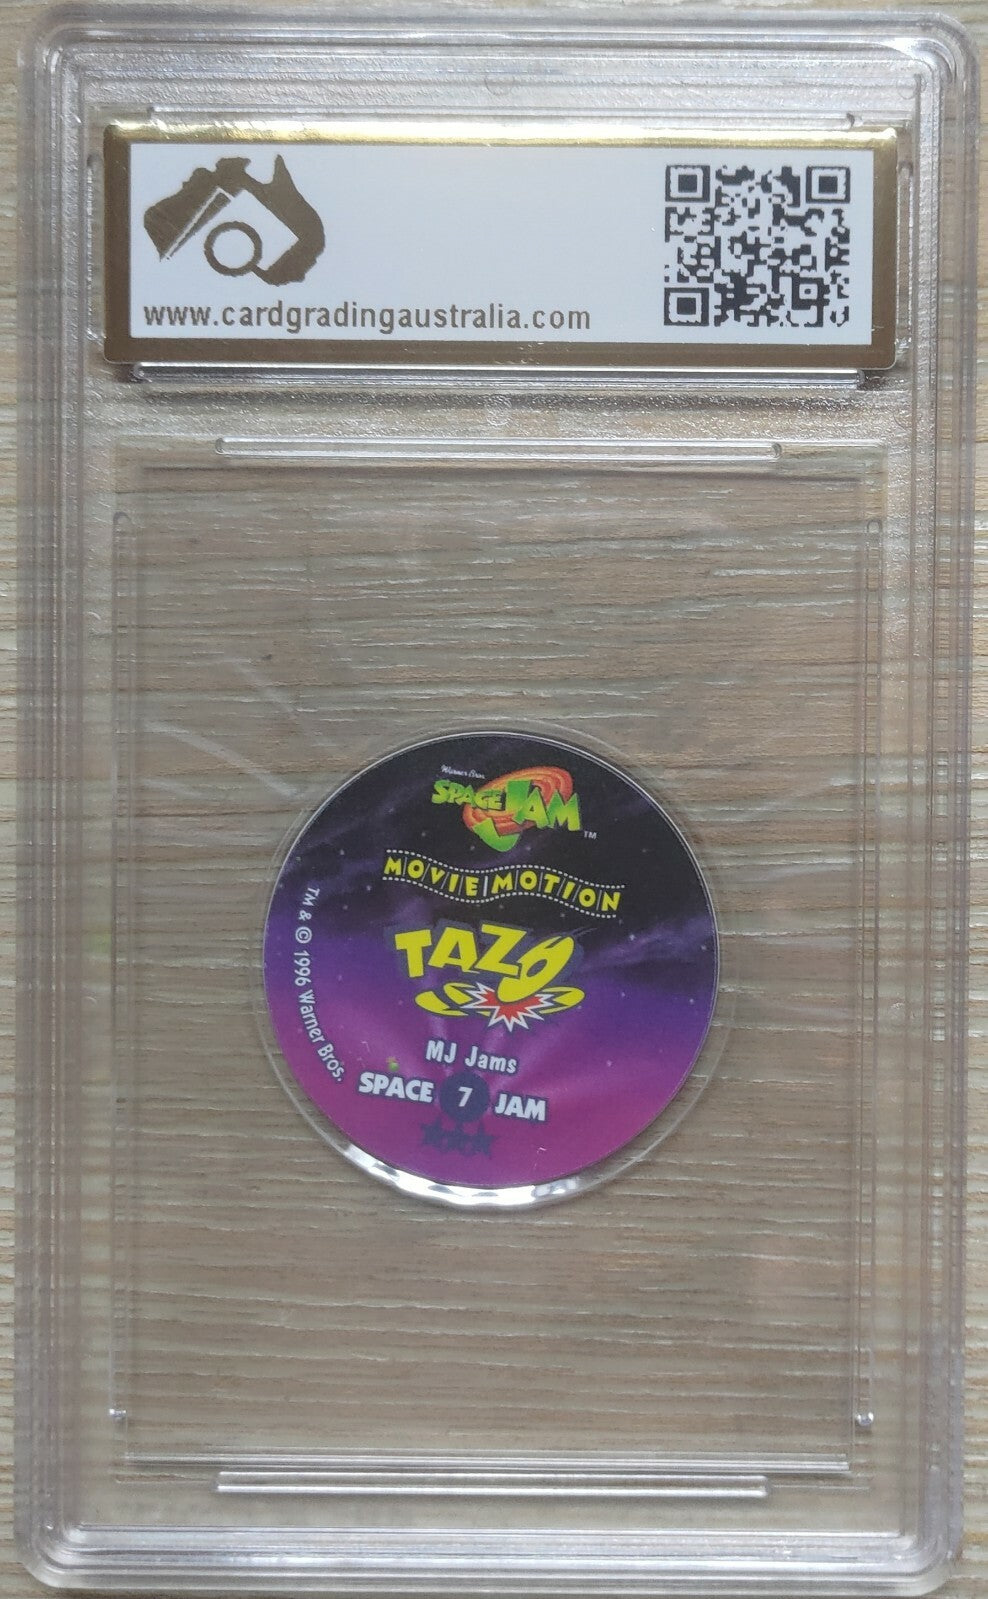 www.cardgradingaustralia.com
Warner Bros.
SPACE JAM TM
MOVIE MOTION
TAZO
TM & © 1996 Warner Bros.
MJ Jams
SPACE 7 JAM